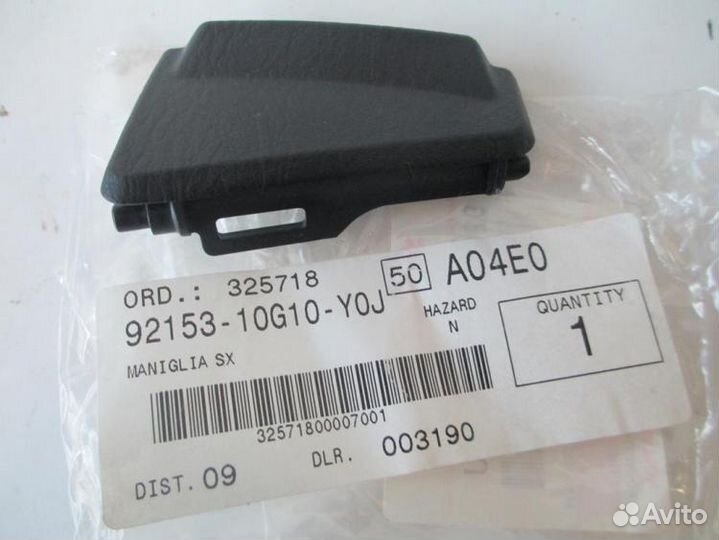 ORD.: 325718 50 A04E0
92153-10G10-Y0J HAZARD N
MANIGLIA SX
QUANTITY
1
32571800007001
DIST. 09 DLR. 003190
Avito